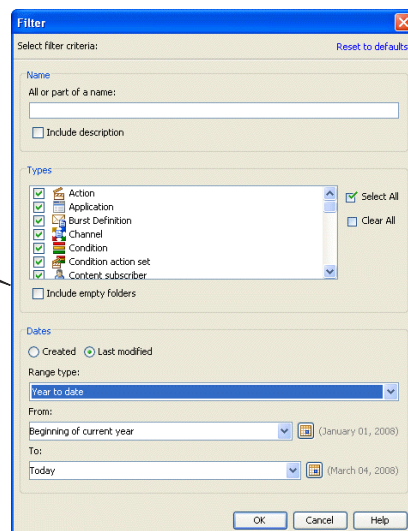 Filter
Select filter criteria: Reset to defaults
Name
All or part of a name:
Include description
Types
Action
Application
Burst Definition
Channel
Condition
Condition action set
Content subscriber
Select All
Clear All
Include empty folders
Dates
Created Last modified
Range type:
Year to date
From:
Beginning of current year (January 01, 2008)
To:
Today (March 04, 2008)
OK Cancel Help